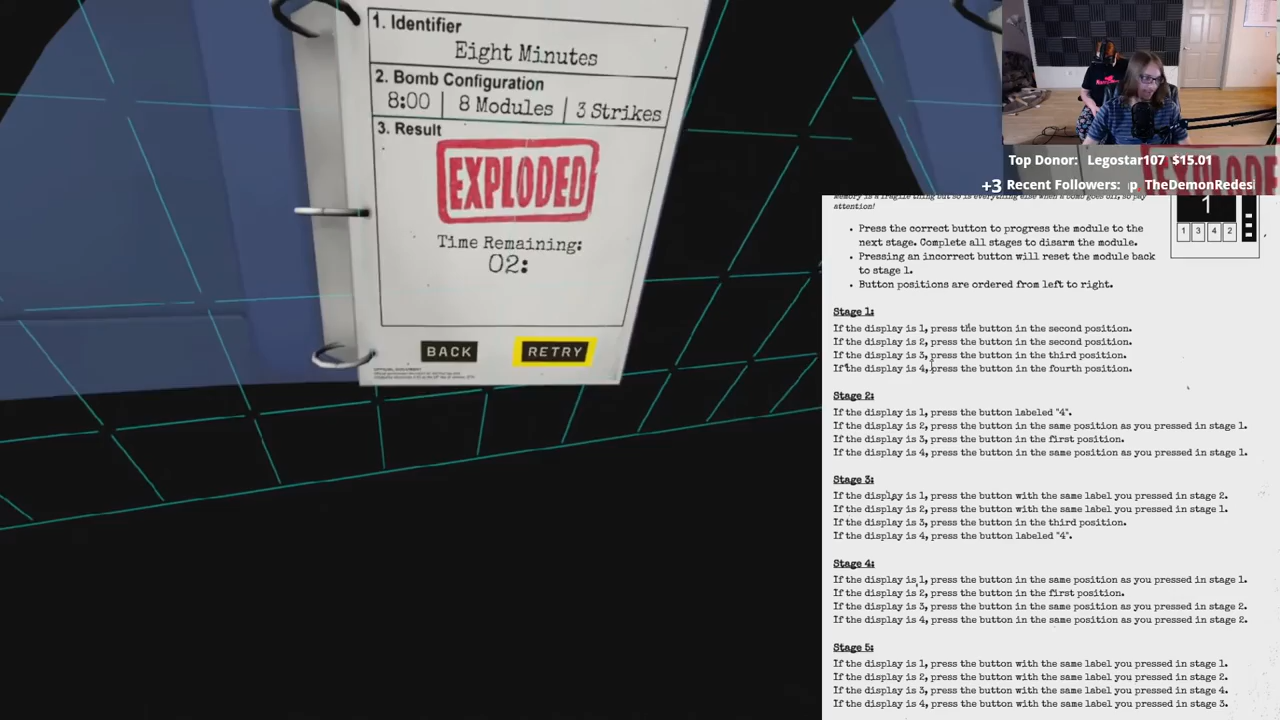 1. Identifier
Eight Minutes
2. Bomb Configuration
8:00 | 8 Modules | 3 Strikes
3. Result
EXPLODED
Time Remaining:
02:
BACK
RETRY
Top Donor: Legostar107 $15.01
+3 Recent Followers: p, TheDemonRedesi
Memory is a fragile thing but so is everything else when a bomb goes off, so pay
attention!
1
1 3 4 2
• Press the correct button to progress the module to the
next stage. Complete all stages to disarm the module.
• Pressing an incorrect button will reset the module back
to stage 1.
• Button positions are ordered from left to right.
Stage 1:
If the display is 1, press the button in the second position.
If the display is 2, press the button in the second position.
If the display is 3, press the button in the third position.
If the display is 4, press the button in the fourth position.
Stage 2:
If the display is 1, press the button labeled "4".
If the display is 2, press the button in the same position as you pressed in stage 1.
If the display is 3, press the button in the first position.
If the display is 4, press the button in the same position as you pressed in stage 1.
Stage 3:
If the display is 1, press the button with the same label you pressed in stage 2.
If the display is 2, press the button with the same label you pressed in stage 1.
If the display is 3, press the button in the third position.
If the display is 4, press the button labeled "4".
Stage 4:
If the display is 1, press the button in the same position as you pressed in stage 1.
If the display is 2, press the button in the first position.
If the display is 3, press the button in the same position as you pressed in stage 2.
If the display is 4, press the button in the same position as you pressed in stage 2.
Stage 5:
If the display is 1, press the button with the same label you pressed in stage 1.
If the display is 2, press the button with the same label you pressed in stage 2.
If the display is 3, press the button with the same label you pressed in stage 4.
If the display is 4, press the button with the same label you pressed in stage 3.